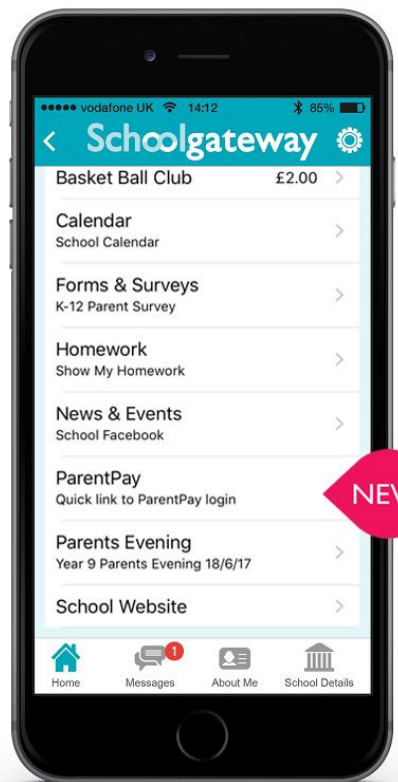 vodafone UK 14:12 85%
Schoolgateway
Basket Ball Club £2.00
Calendar
School Calendar
Forms & Surveys
K-12 Parent Survey
Homework
Show My Homework
News & Events
School Facebook
ParentPay
Quick link to ParentPay login
NEW
Parents Evening
Year 9 Parents Evening 18/6/17
School Website
1
Home Messages About Me School Details